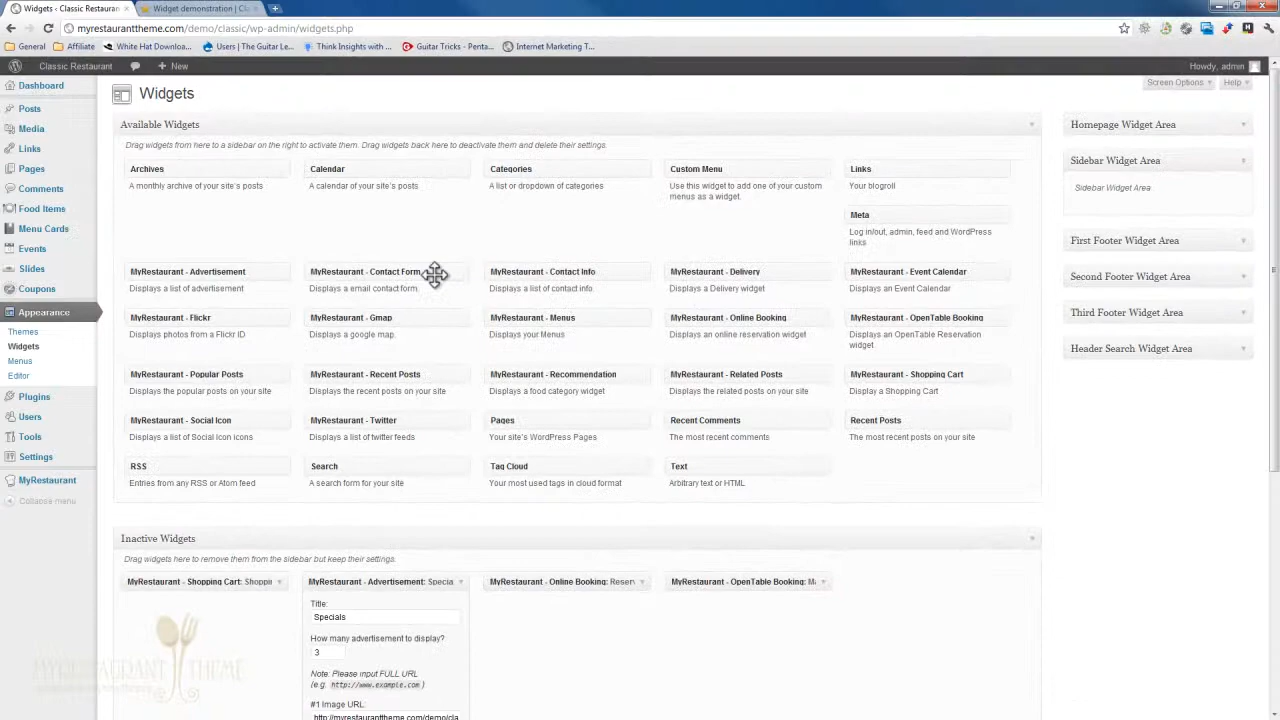 Widgets - Classic Restaurant
Widget demonstration | Cl
myrestauranttheme.com/demo/classic/wp-admin/widgets.php
General
Affiliate
White Hat Downloa...
Users | The Guitar Le...
Think Insights with ...
Guitar Tricks - Penta...
Internet Marketing T...
Classic Restaurant
New
Howdy, admin
Screen Options
Help
Dashboard
Posts
Media
Links
Pages
Comments
Food Items
Menu Cards
Events
Slides
Coupons
Appearance
Themes
Widgets
Menus
Editor
Plugins
Users
Tools
Settings
MyRestaurant
Collapse menu
Widgets
Available Widgets
Drag widgets from here to a sidebar on the right to activate them. Drag widgets back here to deactivate them and delete their settings.
Archives
A monthly archive of your site's posts
Calendar
A calendar of your site's posts
Categories
A list or dropdown of categories
Custom Menu
Use this widget to add one of your custom
menus as a widget.
Links
Your blogroll
Meta
Log in/out, admin, feed and WordPress
links
MyRestaurant - Advertisement
Displays a list of advertisement
MyRestaurant - Contact Form
Displays a email contact form.
MyRestaurant - Contact Info
Displays a list of contact info.
MyRestaurant - Delivery
Displays a Delivery widget
MyRestaurant - Event Calendar
Displays an Event Calendar
MyRestaurant - Flickr
Displays photos from a Flickr ID
MyRestaurant - Gmap
Displays a google map.
MyRestaurant - Menus
Displays your Menus
MyRestaurant - Online Booking
Displays an online reservation widget
MyRestaurant - OpenTable Booking
Displays an OpenTable Reservation
widget
MyRestaurant - Popular Posts
Displays the popular posts on your site
MyRestaurant - Recent Posts
Displays the recent posts on your site
MyRestaurant - Recommendation
Displays a food category widget
MyRestaurant - Related Posts
Displays the related posts on your site
MyRestaurant - Shopping Cart
Display a Shopping Cart
MyRestaurant - Social Icon
Displays a list of Social Icon icons
MyRestaurant - Twitter
Displays a list of twitter feeds
Pages
Your site's WordPress Pages
Recent Comments
The most recent comments
Recent Posts
The most recent posts on your site
RSS
Entries from any RSS or Atom feed
Search
A search form for your site
Tag Cloud
Your most used tags in cloud format
Text
Arbitrary text or HTML
Inactive Widgets
Drag widgets here to remove them from the sidebar but keep their settings.
MyRestaurant - Shopping Cart: Shoppin
MyRestaurant - Advertisement: Specia
MyRestaurant - Online Booking: Reserv
MyRestaurant - OpenTable Booking: M
Title:
Specials
How many advertisement to display?
3
Note: Please input FULL URL
(e.g. http://www.example.com)
#1 Image URL:
http://myrestauranttheme.com/demo/cla
MYRESTAURANT THEME
Homepage Widget Area
Sidebar Widget Area
Sidebar Widget Area
First Footer Widget Area
Second Footer Widget Area
Third Footer Widget Area
Header Search Widget Area